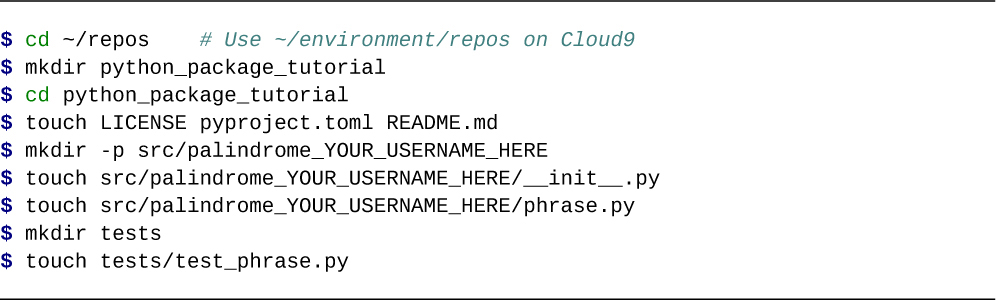 $ cd ~/repos    # Use ~/environment/repos on Cloud9
$ mkdir python_package_tutorial
$ cd python_package_tutorial
$ touch LICENSE pyproject.toml README.md
$ mkdir -p src/palindrome_YOUR_USERNAME_HERE
$ touch src/palindrome_YOUR_USERNAME_HERE/__init__.py
$ touch src/palindrome_YOUR_USERNAME_HERE/phrase.py
$ mkdir tests
$ touch tests/test_phrase.py